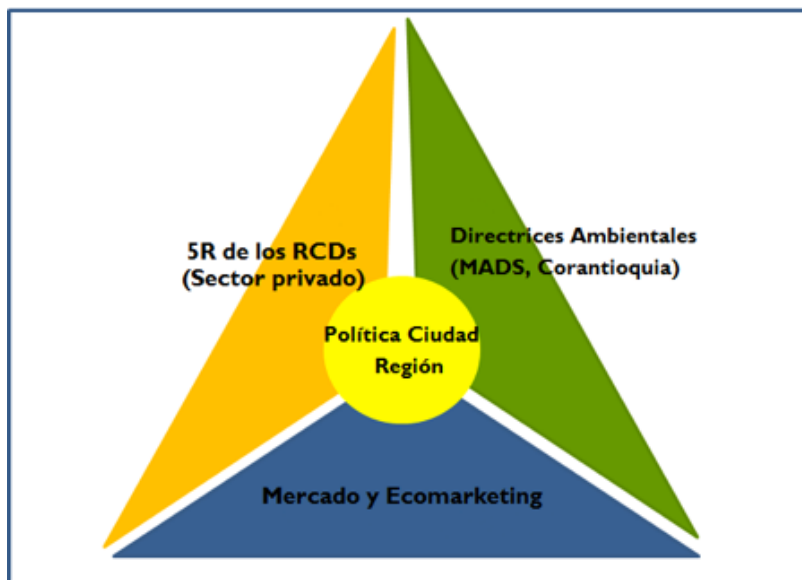 5R de los RCDs
(Sector privado)
Directrices Ambientales
(MADS, Corantioquia)
Política Ciudad
Región
Mercado y Ecomarketing